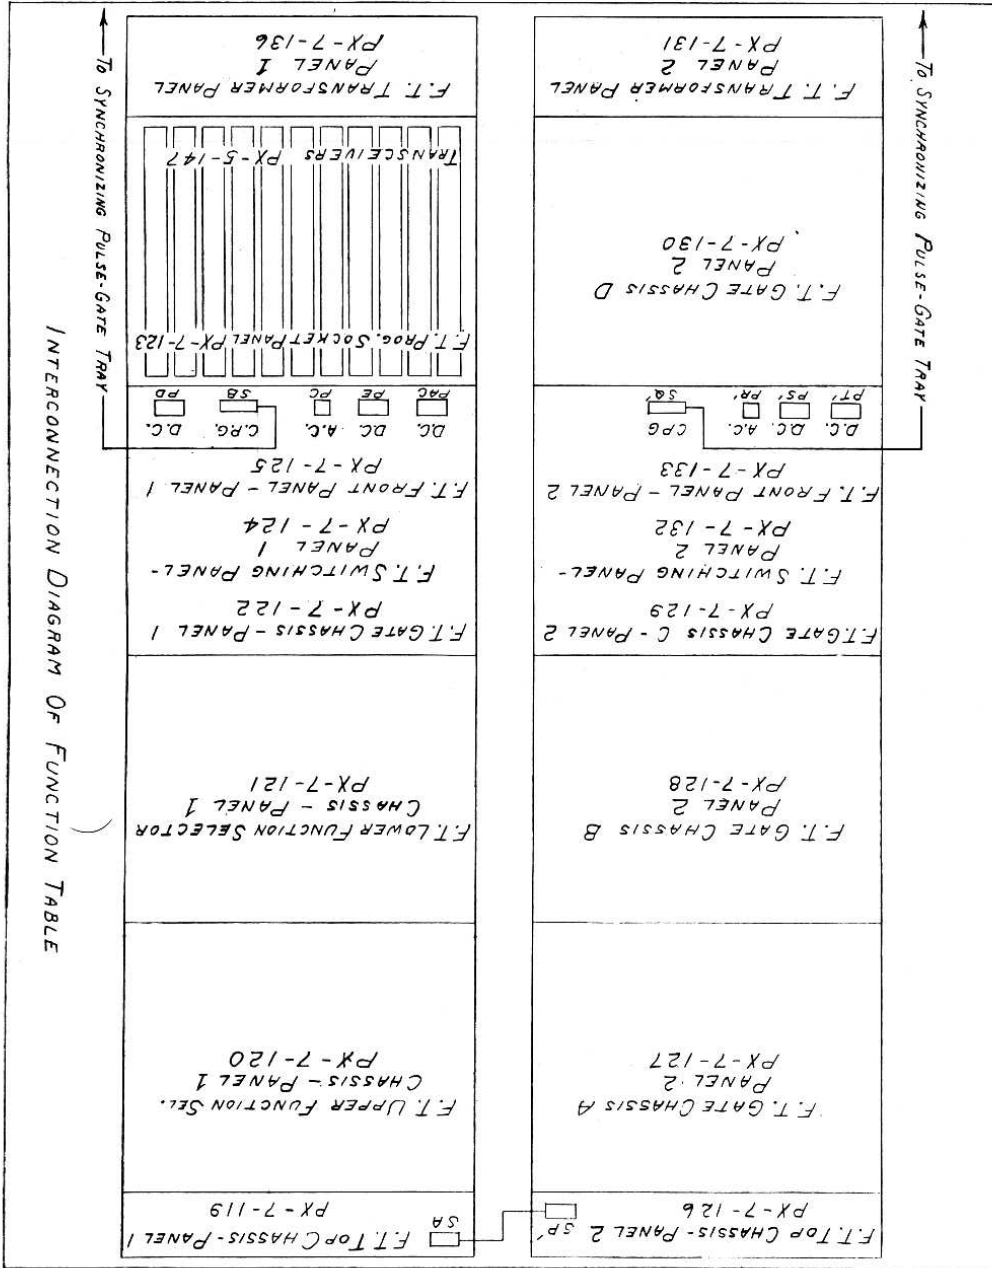 F.T. TOP CHASSIS - PANEL 2
PX-7-126
SP'
F.T. GATE CHASSIS A
PANEL 2
PX-7-127
F.T. GATE CHASSIS B
PANEL 2
PX-7-128
F.T. GATE CHASSIS C - PANEL 2
PX-7-129
F.T. SWITCHING PANEL-
PANEL 2
PX-7-132
F.T. FRONT PANEL - PANEL 2
PX-7-133
D.C. D.C. A.C. CPG
PT' PS' PR' SQ'
F.T. GATE CHASSIS D
PANEL 2
PX-7-130
F.T. TRANSFORMER PANEL
PANEL 2
PX-7-131
F.T. TOP CHASSIS - PANEL 1
PX-7-119
SA
F.T. UPPER FUNCTION SEL.
CHASSIS - PANEL 1
PX-7-120
F.T. LOWER FUNCTION SELECTOR
CHASSIS - PANEL 1
PX-7-121
F.T. GATE CHASSIS - PANEL 1
PX-7-122
F.T. SWITCHING PANEL-
PANEL 1
PX-7-124
F.T. FRONT PANEL - PANEL 1
PX-7-125
D.C. D.C. A.C. C.P.G. D.C.
PAC PE PC SB PD
F.T. PROG. SOCKET PANEL PX-7-123
TRANSCEIVERS PX-5-147
F.T. TRANSFORMER PANEL
PANEL 1
PX-7-136
TO SYNCHRONIZING PULSE-GATE TRAY
TO SYNCHRONIZING PULSE-GATE TRAY
INTERCONNECTION DIAGRAM OF FUNCTION TABLE